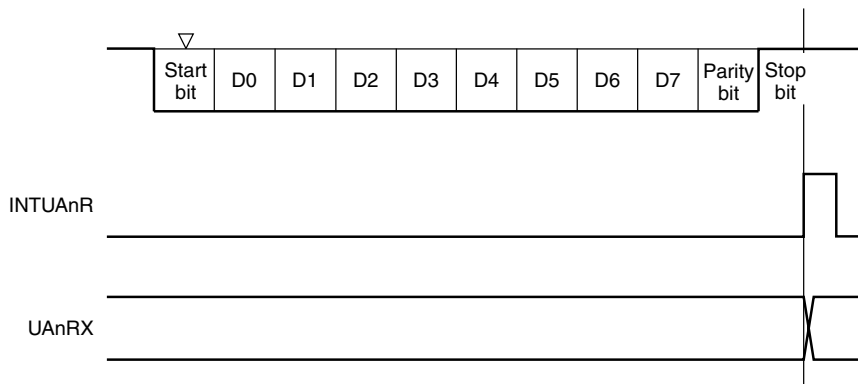 Start bit D0 D1 D2 D3 D4 D5 D6 D7 Parity bit Stop bit
INTUAnR
UAnRX